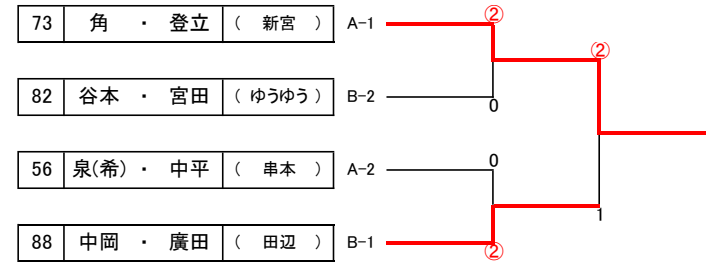 73 角 ・ 登立 ( 新宮 ) A-1 ②
②
82 谷本 ・ 宮田 ( ゆうゆう ) B-2 0
56 泉(希) ・ 中平 ( 串本 ) A-2 0
1
88 中岡 ・ 廣田 ( 田辺 ) B-1 ②